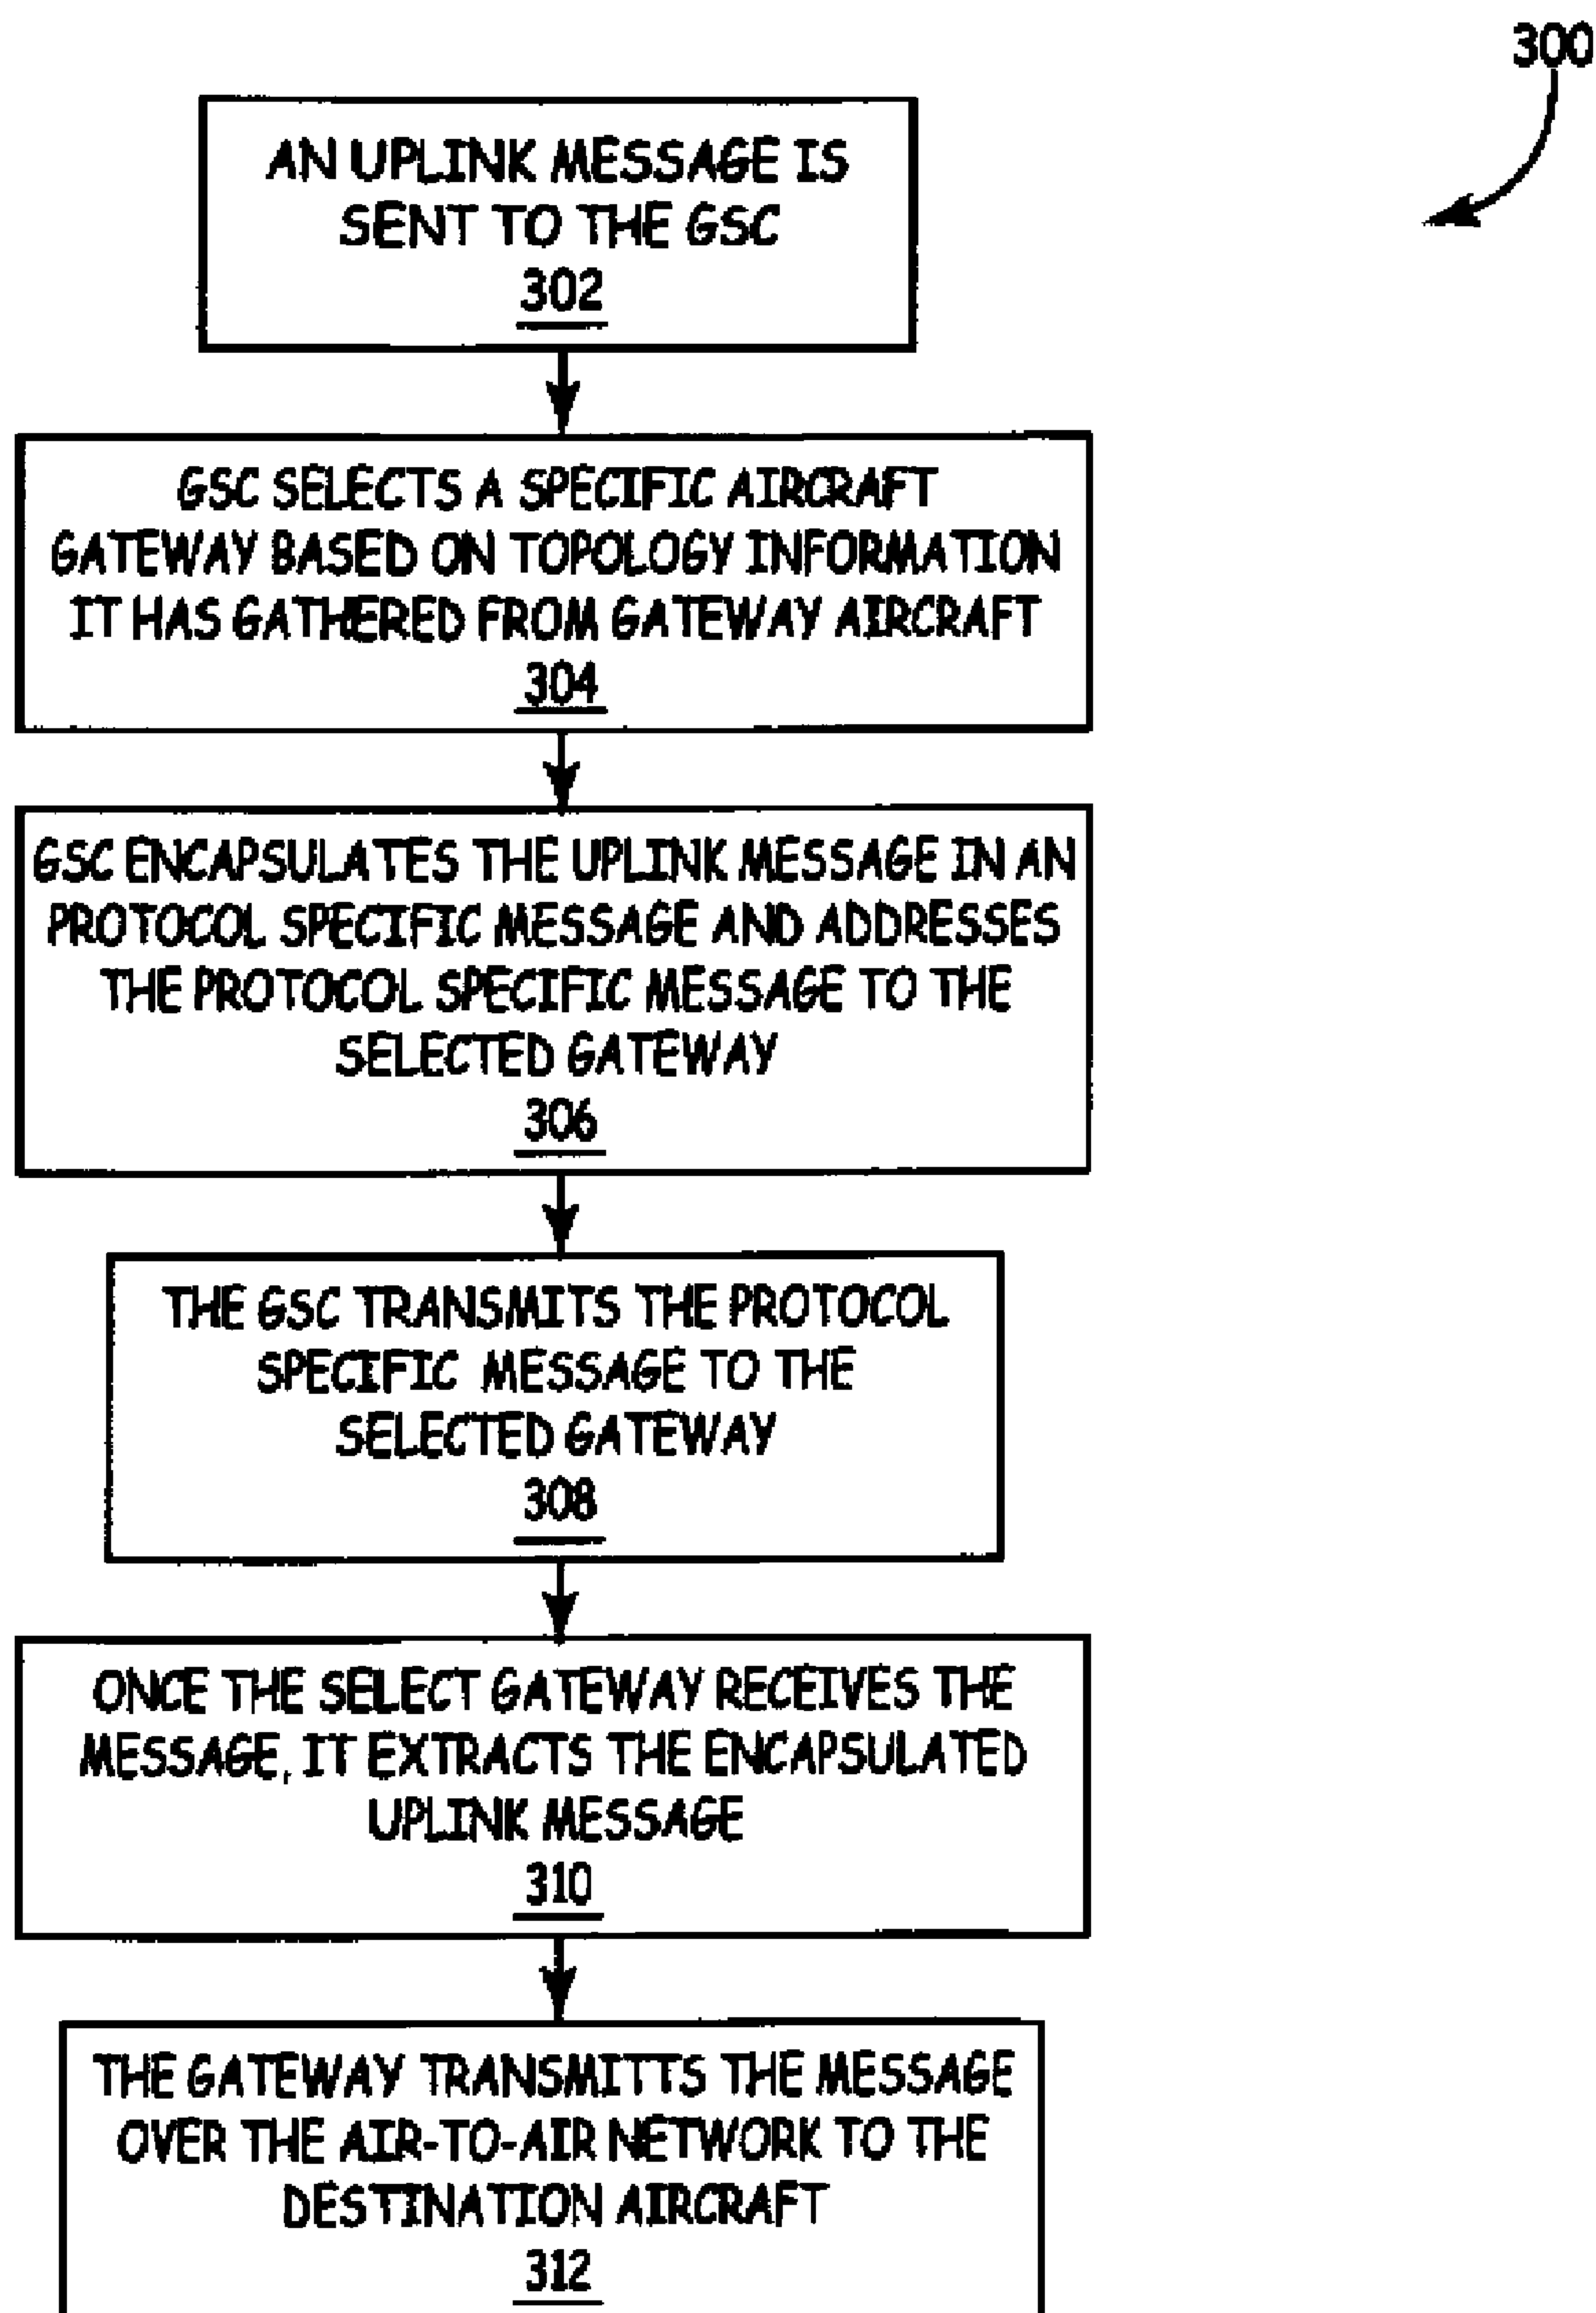 300
AN UPLINK MESSAGE IS
SENT TO THE GSC
302
GSC SELECTS A SPECIFIC AIRCRAFT
GATEWAY BASED ON TOPOLOGY INFORMATION
IT HAS GATHERED FROM GATEWAY AIRCRAFT
304
GSC ENCAPSULATES THE UPLINK MESSAGE IN AN
PROTOCOL SPECIFIC MESSAGE AND ADDRESSES
THE PROTOCOL SPECIFIC MESSAGE TO THE
SELECTED GATEWAY
306
THE GSC TRANSMITS THE PROTOCOL
SPECIFIC MESSAGE TO THE
SELECTED GATEWAY
308
ONCE THE SELECT GATEWAY RECEIVES THE
MESSAGE, IT EXTRACTS THE ENCAPSULATED
UPLINK MESSAGE
310
THE GATEWAY TRANSMITTS THE MESSAGE
OVER THE AIR-TO-AIR NETWORK TO THE
DESTINATION AIRCRAFT
312